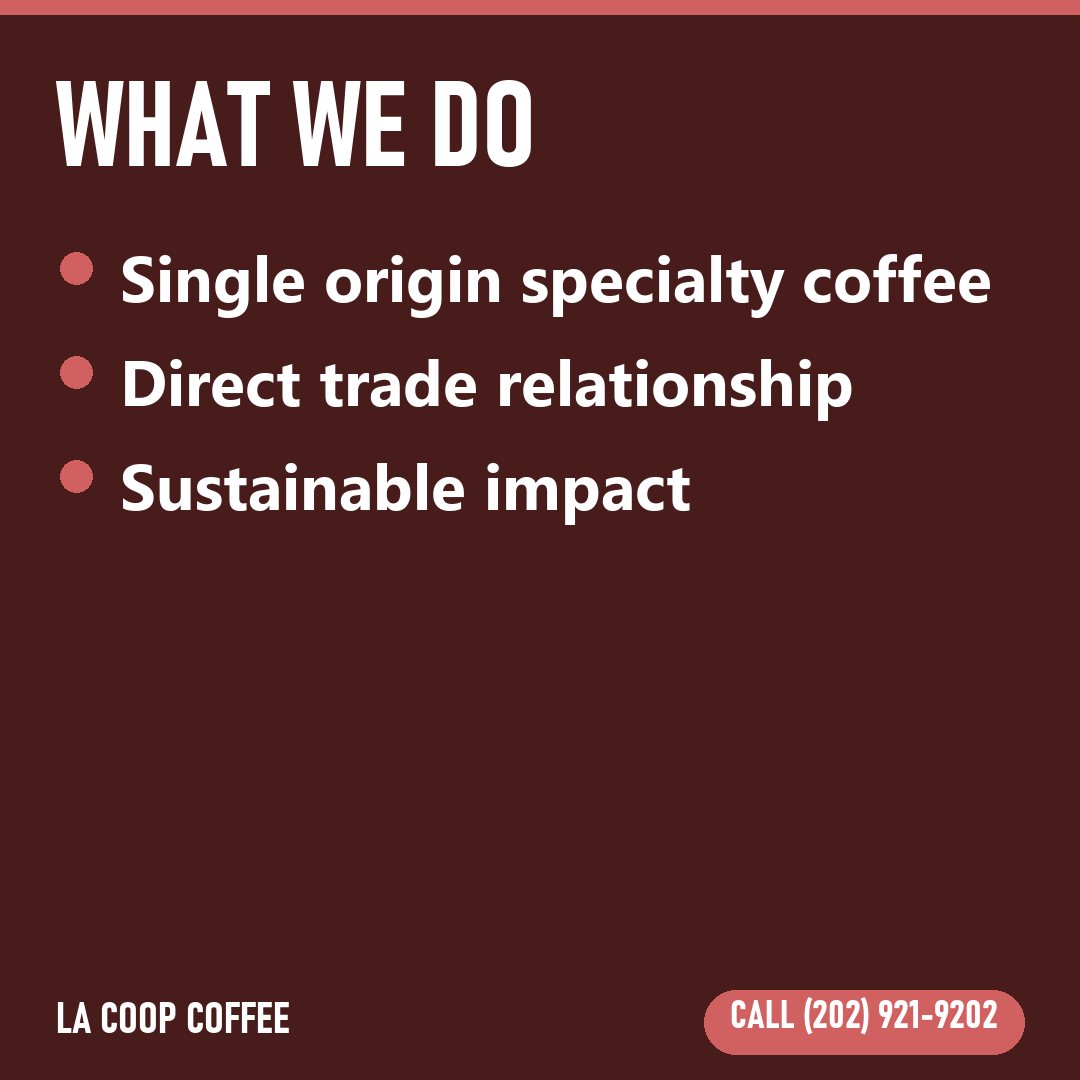 WHAT WE DO
Single origin specialty coffee
Direct trade relationship
Sustainable impact
LA COOP COFFEE
CALL (202) 921-9202